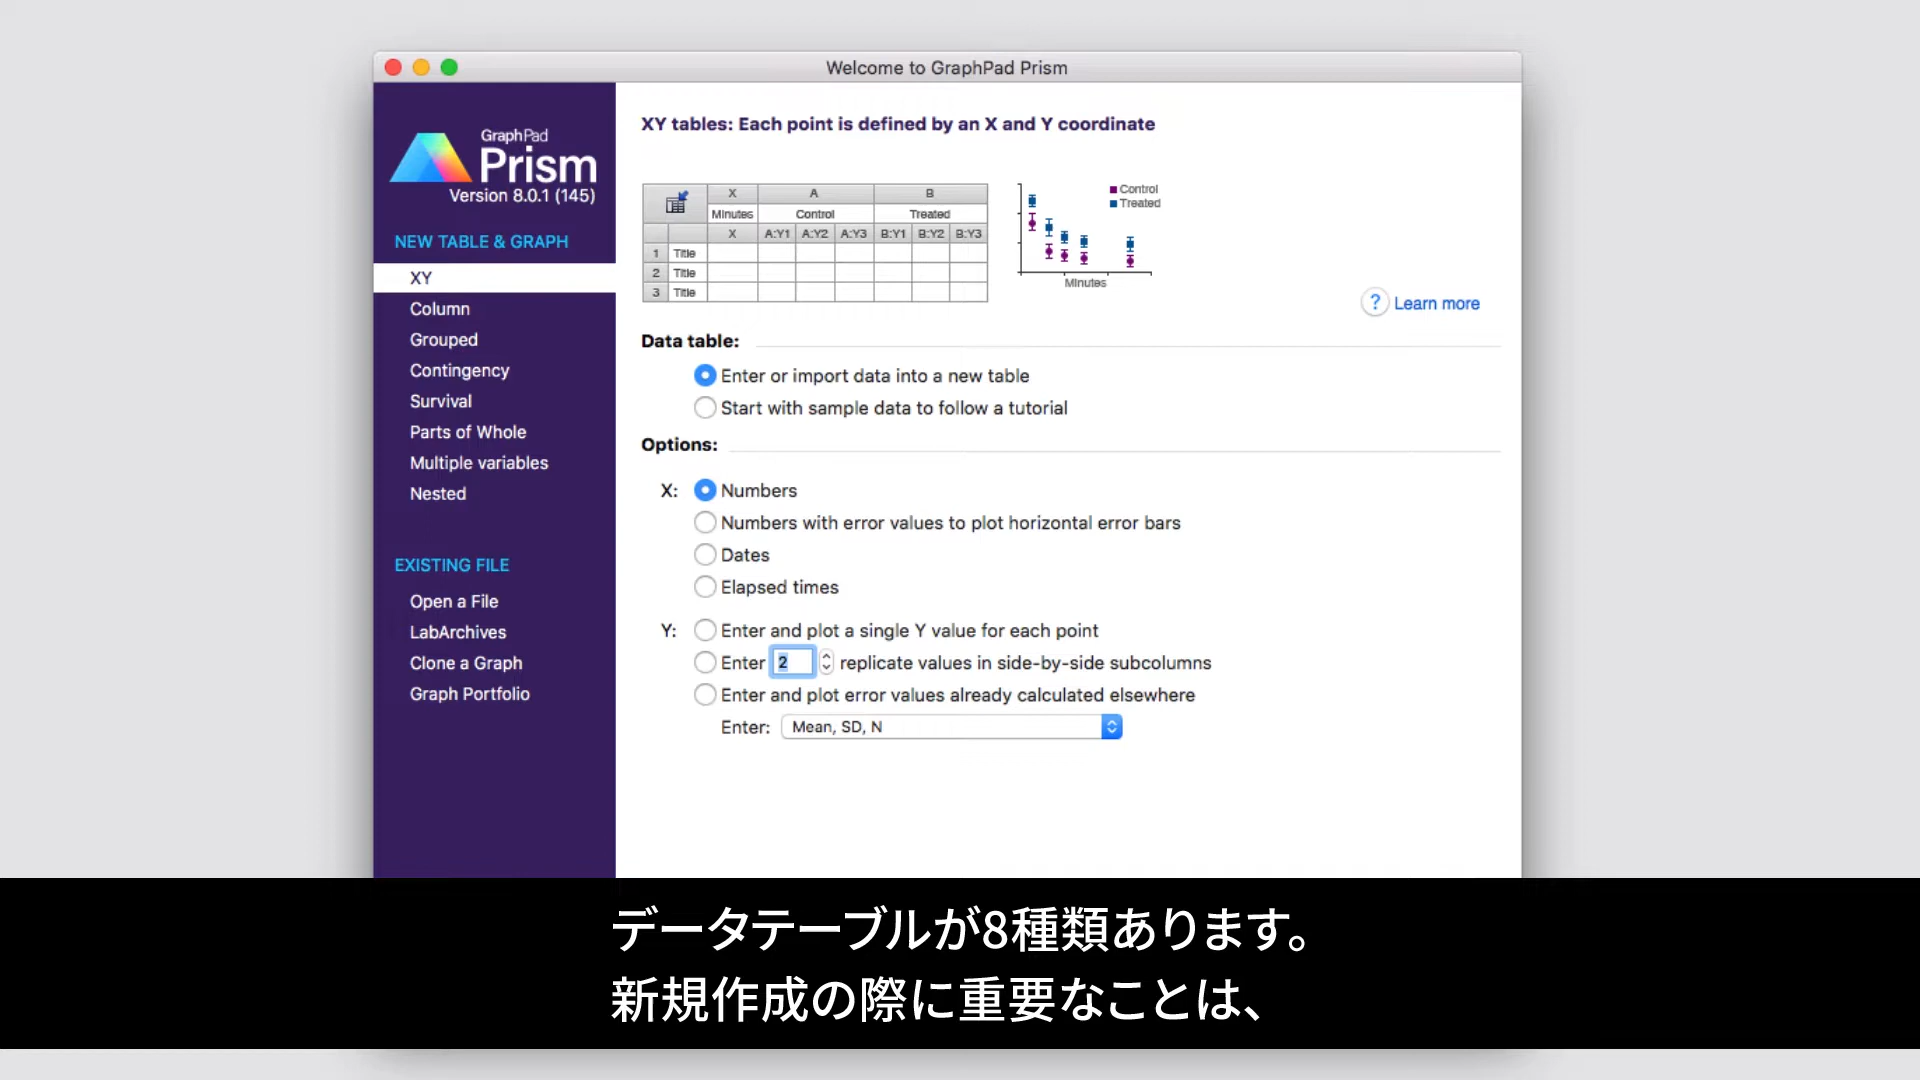 Welcome to GraphPad Prism
GraphPad
Prism
Version 8.0.1 (145)
NEW TABLE & GRAPH
XY
Column
Grouped
Contingency
Survival
Parts of Whole
Multiple variables
Nested
EXISTING FILE
Open a File
LabArchives
Clone a Graph
Graph Portfolio
XY tables: Each point is defined by an X and Y coordinate
X A B
Minutes Control Treated
X A:Y1 A:Y2 A:Y3 B:Y1 B:Y2 B:Y3
1 Title
2 Title
3 Title
Control
Treated
Minutes
? Learn more
Data table:
Enter or import data into a new table
Start with sample data to follow a tutorial
Options:
X: Numbers
Numbers with error values to plot horizontal error bars
Dates
Elapsed times
Y: Enter and plot a single Y value for each point
Enter 2 replicate values in side-by-side subcolumns
Enter and plot error values already calculated elsewhere
Enter: Mean, SD, N
データテーブルが8種類あります。
新規作成の際に重要なことは、